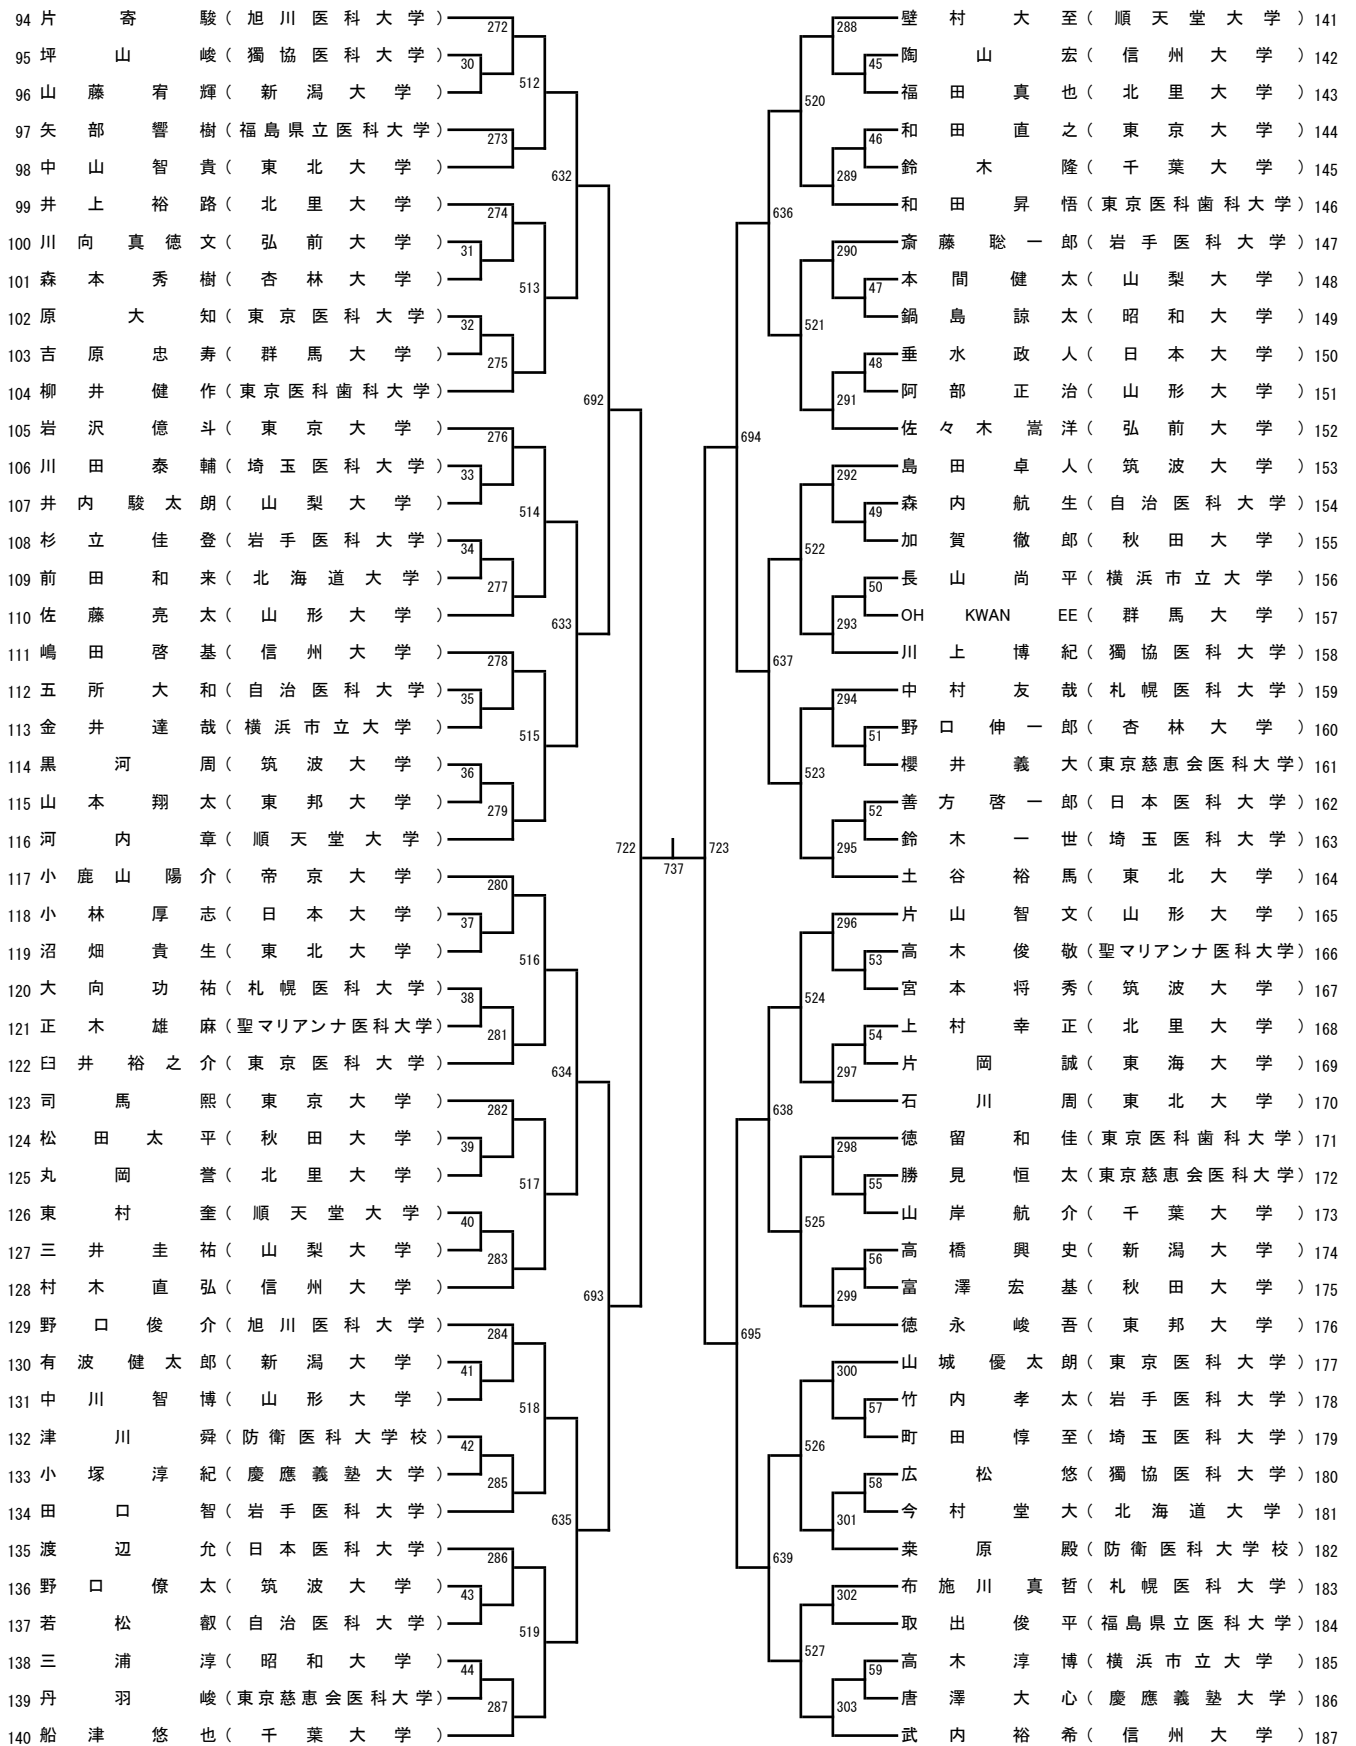 94 片寄駿（旭川医科大学）
95 坪山峻（獨協医科大学）
96 山藤宥輝（新潟大学）
97 矢部響樹（福島県立医科大学）
98 中山智貴（東北大学）
99 井上裕路（北里大学）
100 川向真徳文（弘前大学）
101 森本秀樹（杏林大学）
102 原大知（東京医科大学）
103 吉原忠寿（群馬大学）
104 柳井健作（東京医科歯科大学）
105 岩沢億斗（東京大学）
106 川田泰輔（埼玉医科大学）
107 井内駿太朗（山梨大学）
108 杉立佳登（岩手医科大学）
109 前田和来（北海道大学）
110 佐藤亮太（山形大学）
111 嶋田啓基（信州大学）
112 五所大和（自治医科大学）
113 金井達哉（横浜市立大学）
114 黒河周（筑波大学）
115 山本翔太（東邦大学）
116 河内章（順天堂大学）
117 小鹿山陽介（帝京大学）
118 小林厚志（日本大学）
119 沼畑貴生（東北大学）
120 大向功祐（札幌医科大学）
121 正木雄麻（聖マリアンナ医科大学）
122 臼井裕之介（東京医科大学）
123 司馬熙（東京大学）
124 松田太平（秋田大学）
125 丸岡誉（北里大学）
126 東村奎（順天堂大学）
127 三井圭祐（山梨大学）
128 村木直弘（信州大学）
129 野口俊介（旭川医科大学）
130 有波健太郎（新潟大学）
131 中川智博（山形大学）
132 津川舜（防衛医科大学校）
133 小塚淳紀（慶應義塾大学）
134 田口智（岩手医科大学）
135 渡辺允（日本医科大学）
136 野口僚太（筑波大学）
137 若松叡（自治医科大学）
138 三浦淳（昭和大学）
139 丹羽峻（東京慈恵会医科大学）
140 船津悠也（千葉大学）
272
30
512
273
632
274
31
513
32
275
692
276
33
514
34
277
633
278
35
515
36
279
722
280
37
516
38
281
634
282
39
517
40
283
693
284
41
518
42
285
635
286
43
519
44
287
737
723
288
45
520
46
289
636
290
47
521
48
291
694
292
49
522
50
293
637
294
51
523
52
295
296
53
524
54
297
638
298
55
525
56
299
695
300
57
526
58
301
639
302
527
59
303
壁村大至（順天堂大学）141
陶山宏（信州大学）142
福田真也（北里大学）143
和田直之（東京大学）144
鈴木隆（千葉大学）145
和田昇悟（東京医科歯科大学）146
斎藤聡一郎（岩手医科大学）147
本間健太（山梨大学）148
鍋島諒太（昭和大学）149
垂水政人（日本大学）150
阿部正治（山形大学）151
佐々木嵩洋（弘前大学）152
島田卓人（筑波大学）153
森内航生（自治医科大学）154
加賀徹郎（秋田大学）155
長山尚平（横浜市立大学）156
OH KWAN EE（群馬大学）157
川上博紀（獨協医科大学）158
中村友哉（札幌医科大学）159
野口伸一郎（杏林大学）160
櫻井義大（東京慈恵会医科大学）161
善方啓一郎（日本医科大学）162
鈴木一世（埼玉医科大学）163
土谷裕馬（東北大学）164
片山智文（山形大学）165
高木俊敬（聖マリアンナ医科大学）166
宮本将秀（筑波大学）167
上村幸正（北里大学）168
片岡誠（東海大学）169
石川周（東北大学）170
徳留和佳（東京医科歯科大学）171
勝見恒太（東京慈恵会医科大学）172
山岸航介（千葉大学）173
高橋興史（新潟大学）174
富澤宏基（秋田大学）175
徳永峻吾（東邦大学）176
山城優太朗（東京医科大学）177
竹内孝太（岩手医科大学）178
町田惇至（埼玉医科大学）179
広松悠（獨協医科大学）180
今村堂大（北海道大学）181
桒原殿（防衛医科大学校）182
布施川真哲（札幌医科大学）183
取出俊平（福島県立医科大学）184
高木淳博（横浜市立大学）185
唐澤大心（慶應義塾大学）186
武内裕希（信州大学）187